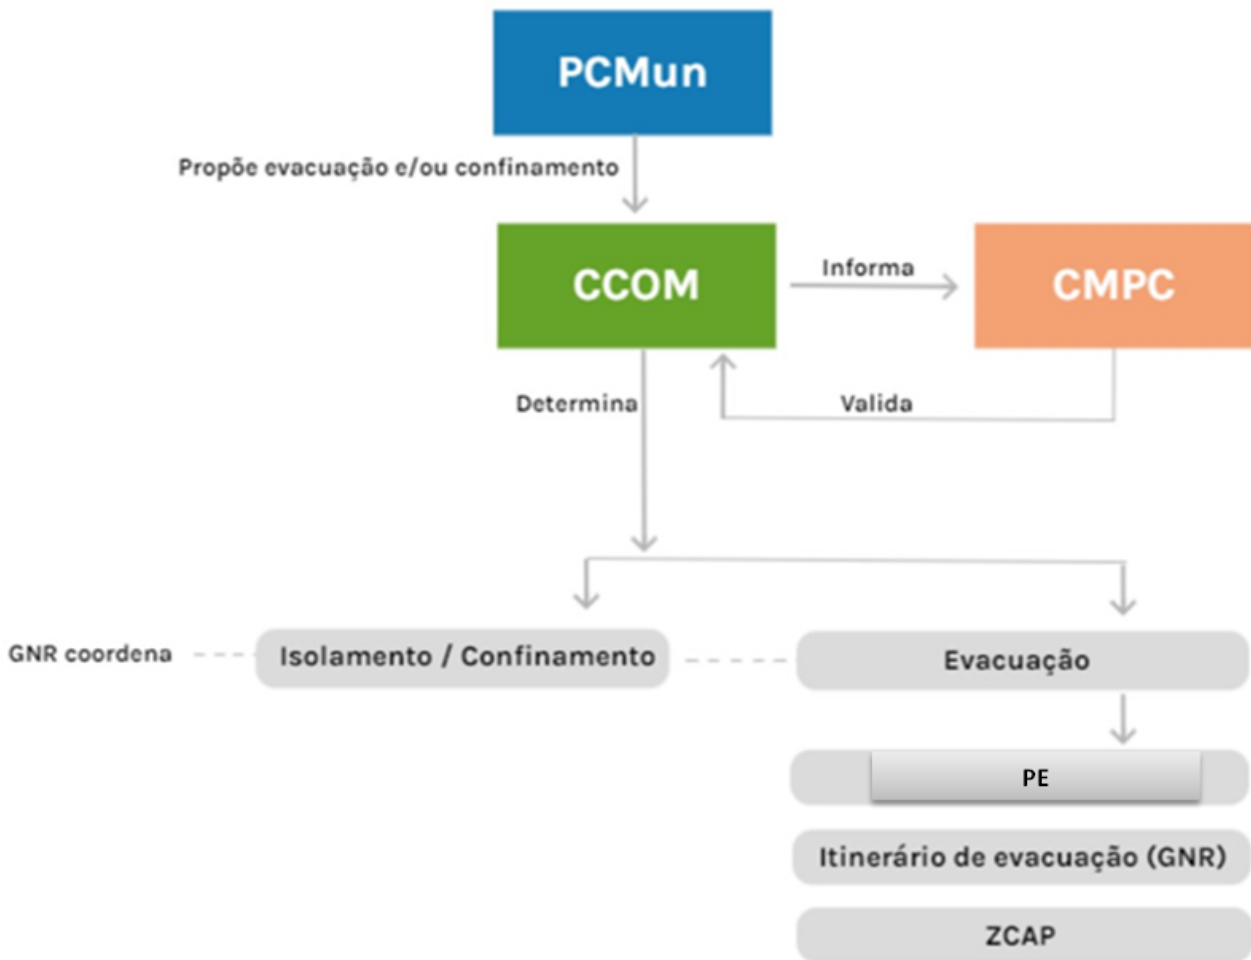 PCMun
Propõe evacuação e/ou confinamento
CCOM
Informa
CMPC
Determina
Valida
GNR coordena
Isolamento / Confinamento
Evacuação
PE
Itinerário de evacuação (GNR)
ZCAP